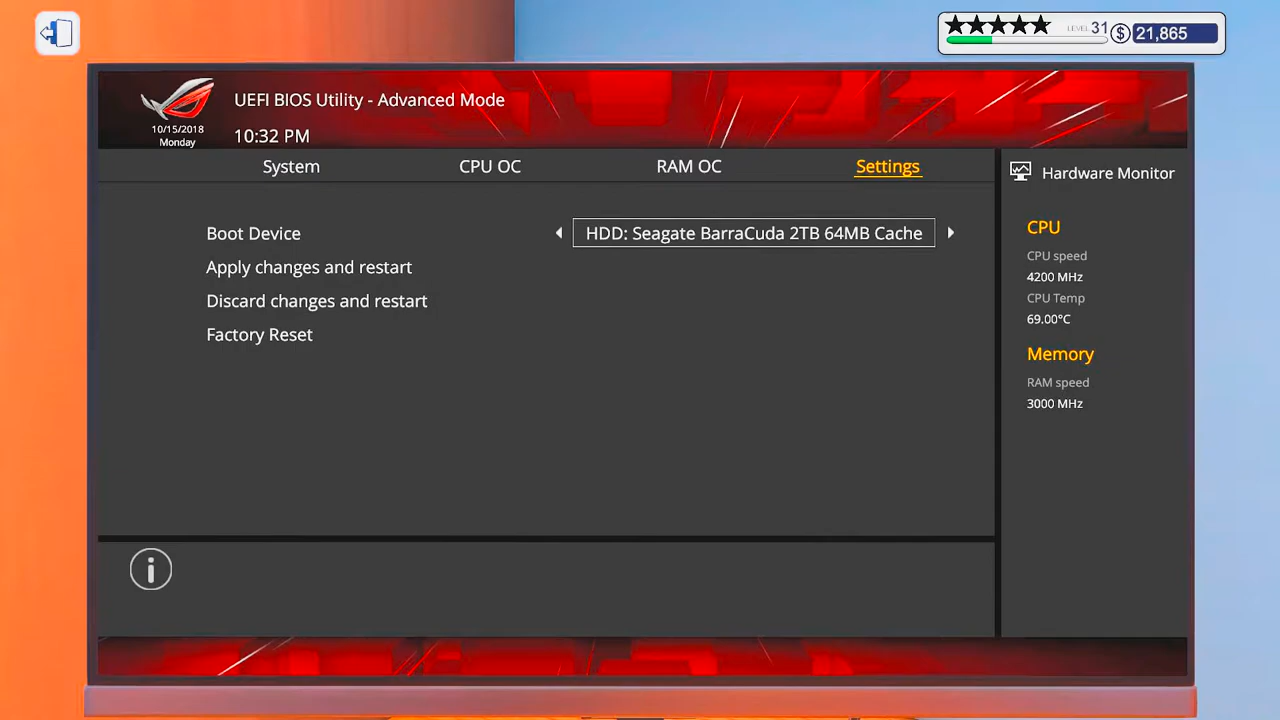 LEVEL 31
$ 21,865
UEFI BIOS Utility - Advanced Mode
10/15/2018
Monday
10:32 PM
System
CPU OC
RAM OC
Settings
Hardware Monitor
Boot Device
HDD: Seagate BarraCuda 2TB 64MB Cache
Apply changes and restart
Discard changes and restart
Factory Reset
CPU
CPU speed
4200 MHz
CPU Temp
69.00°C
Memory
RAM speed
3000 MHz